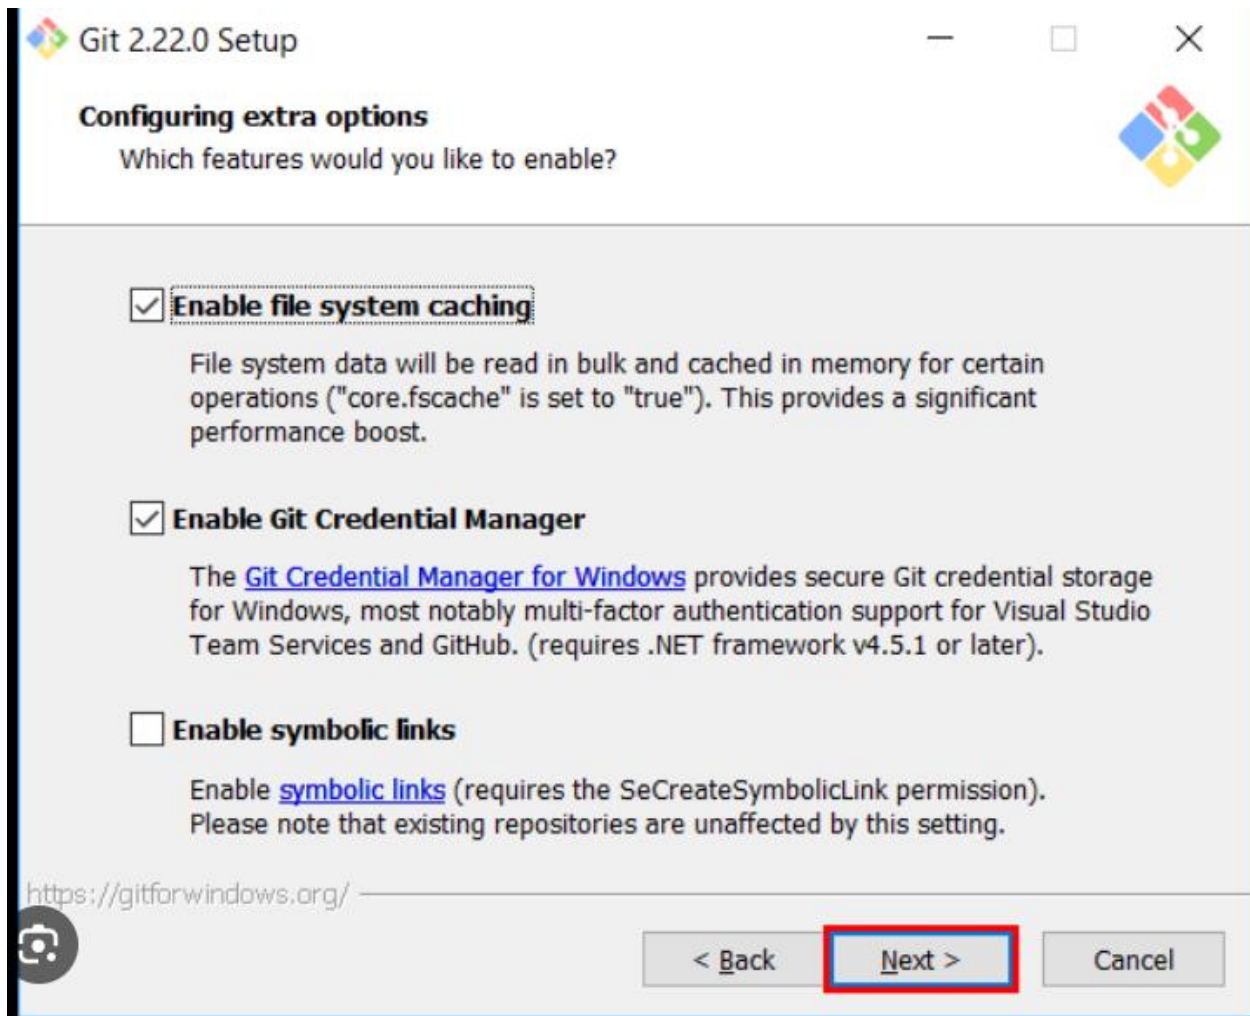 Git 2.22.0 Setup
Configuring extra options
Which features would you like to enable?
Enable file system caching
File system data will be read in bulk and cached in memory for certain
operations ("core.fscache" is set to "true"). This provides a significant
performance boost.
Enable Git Credential Manager
The Git Credential Manager for Windows provides secure Git credential storage
for Windows, most notably multi-factor authentication support for Visual Studio
Team Services and GitHub. (requires .NET framework v4.5.1 or later).
Enable symbolic links
Enable symbolic links (requires the SeCreateSymbolicLink permission).
Please note that existing repositories are unaffected by this setting.
https://gitforwindows.org/
< Back Next > Cancel